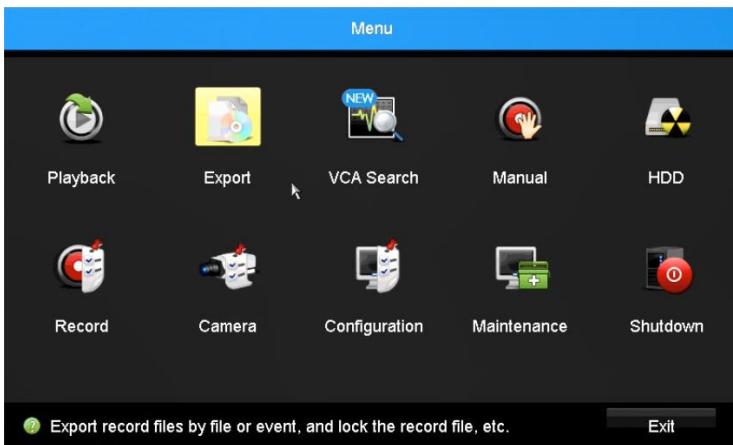 Menu
NEW
Playback Export VCA Search Manual HDD
Record Camera Configuration Maintenance Shutdown
Export record files by file or event, and lock the record file, etc. Exit